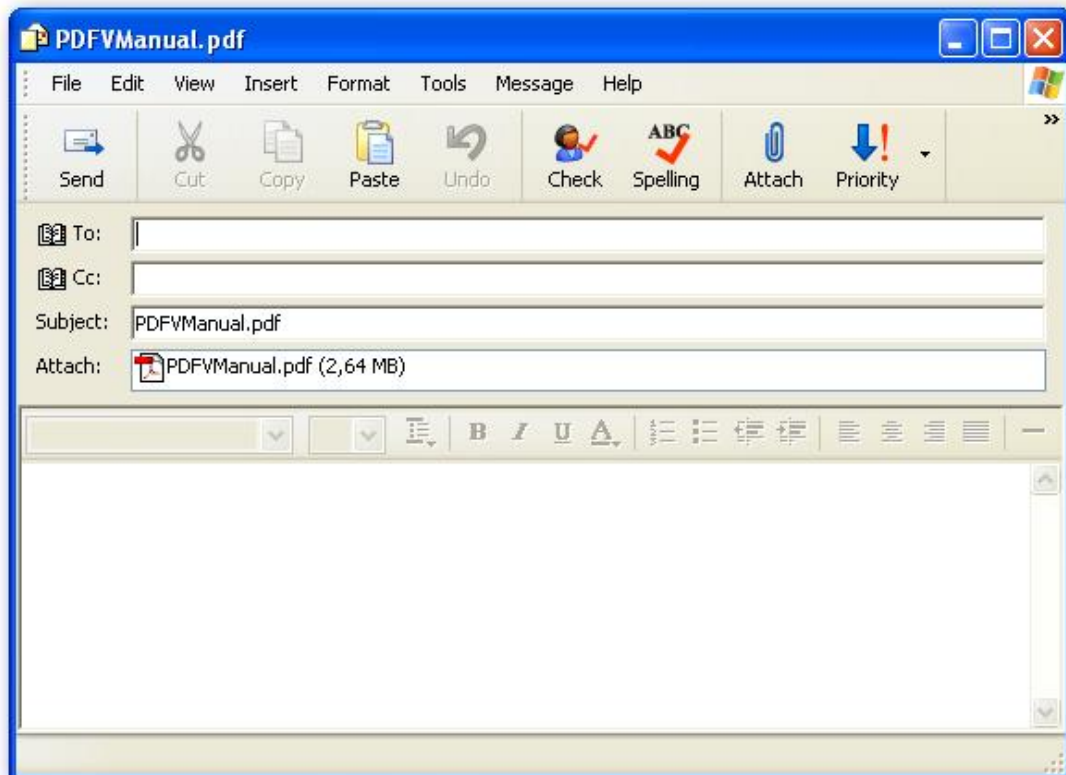 PDFVManual.pdf
File Edit View Insert Format Tools Message Help
Send Cut Copy Paste Undo Check ABC Spelling Attach Priority
To:
Cc:
Subject: PDFVManual.pdf
Attach: PDFVManual.pdf (2,64 MB)
B I U A